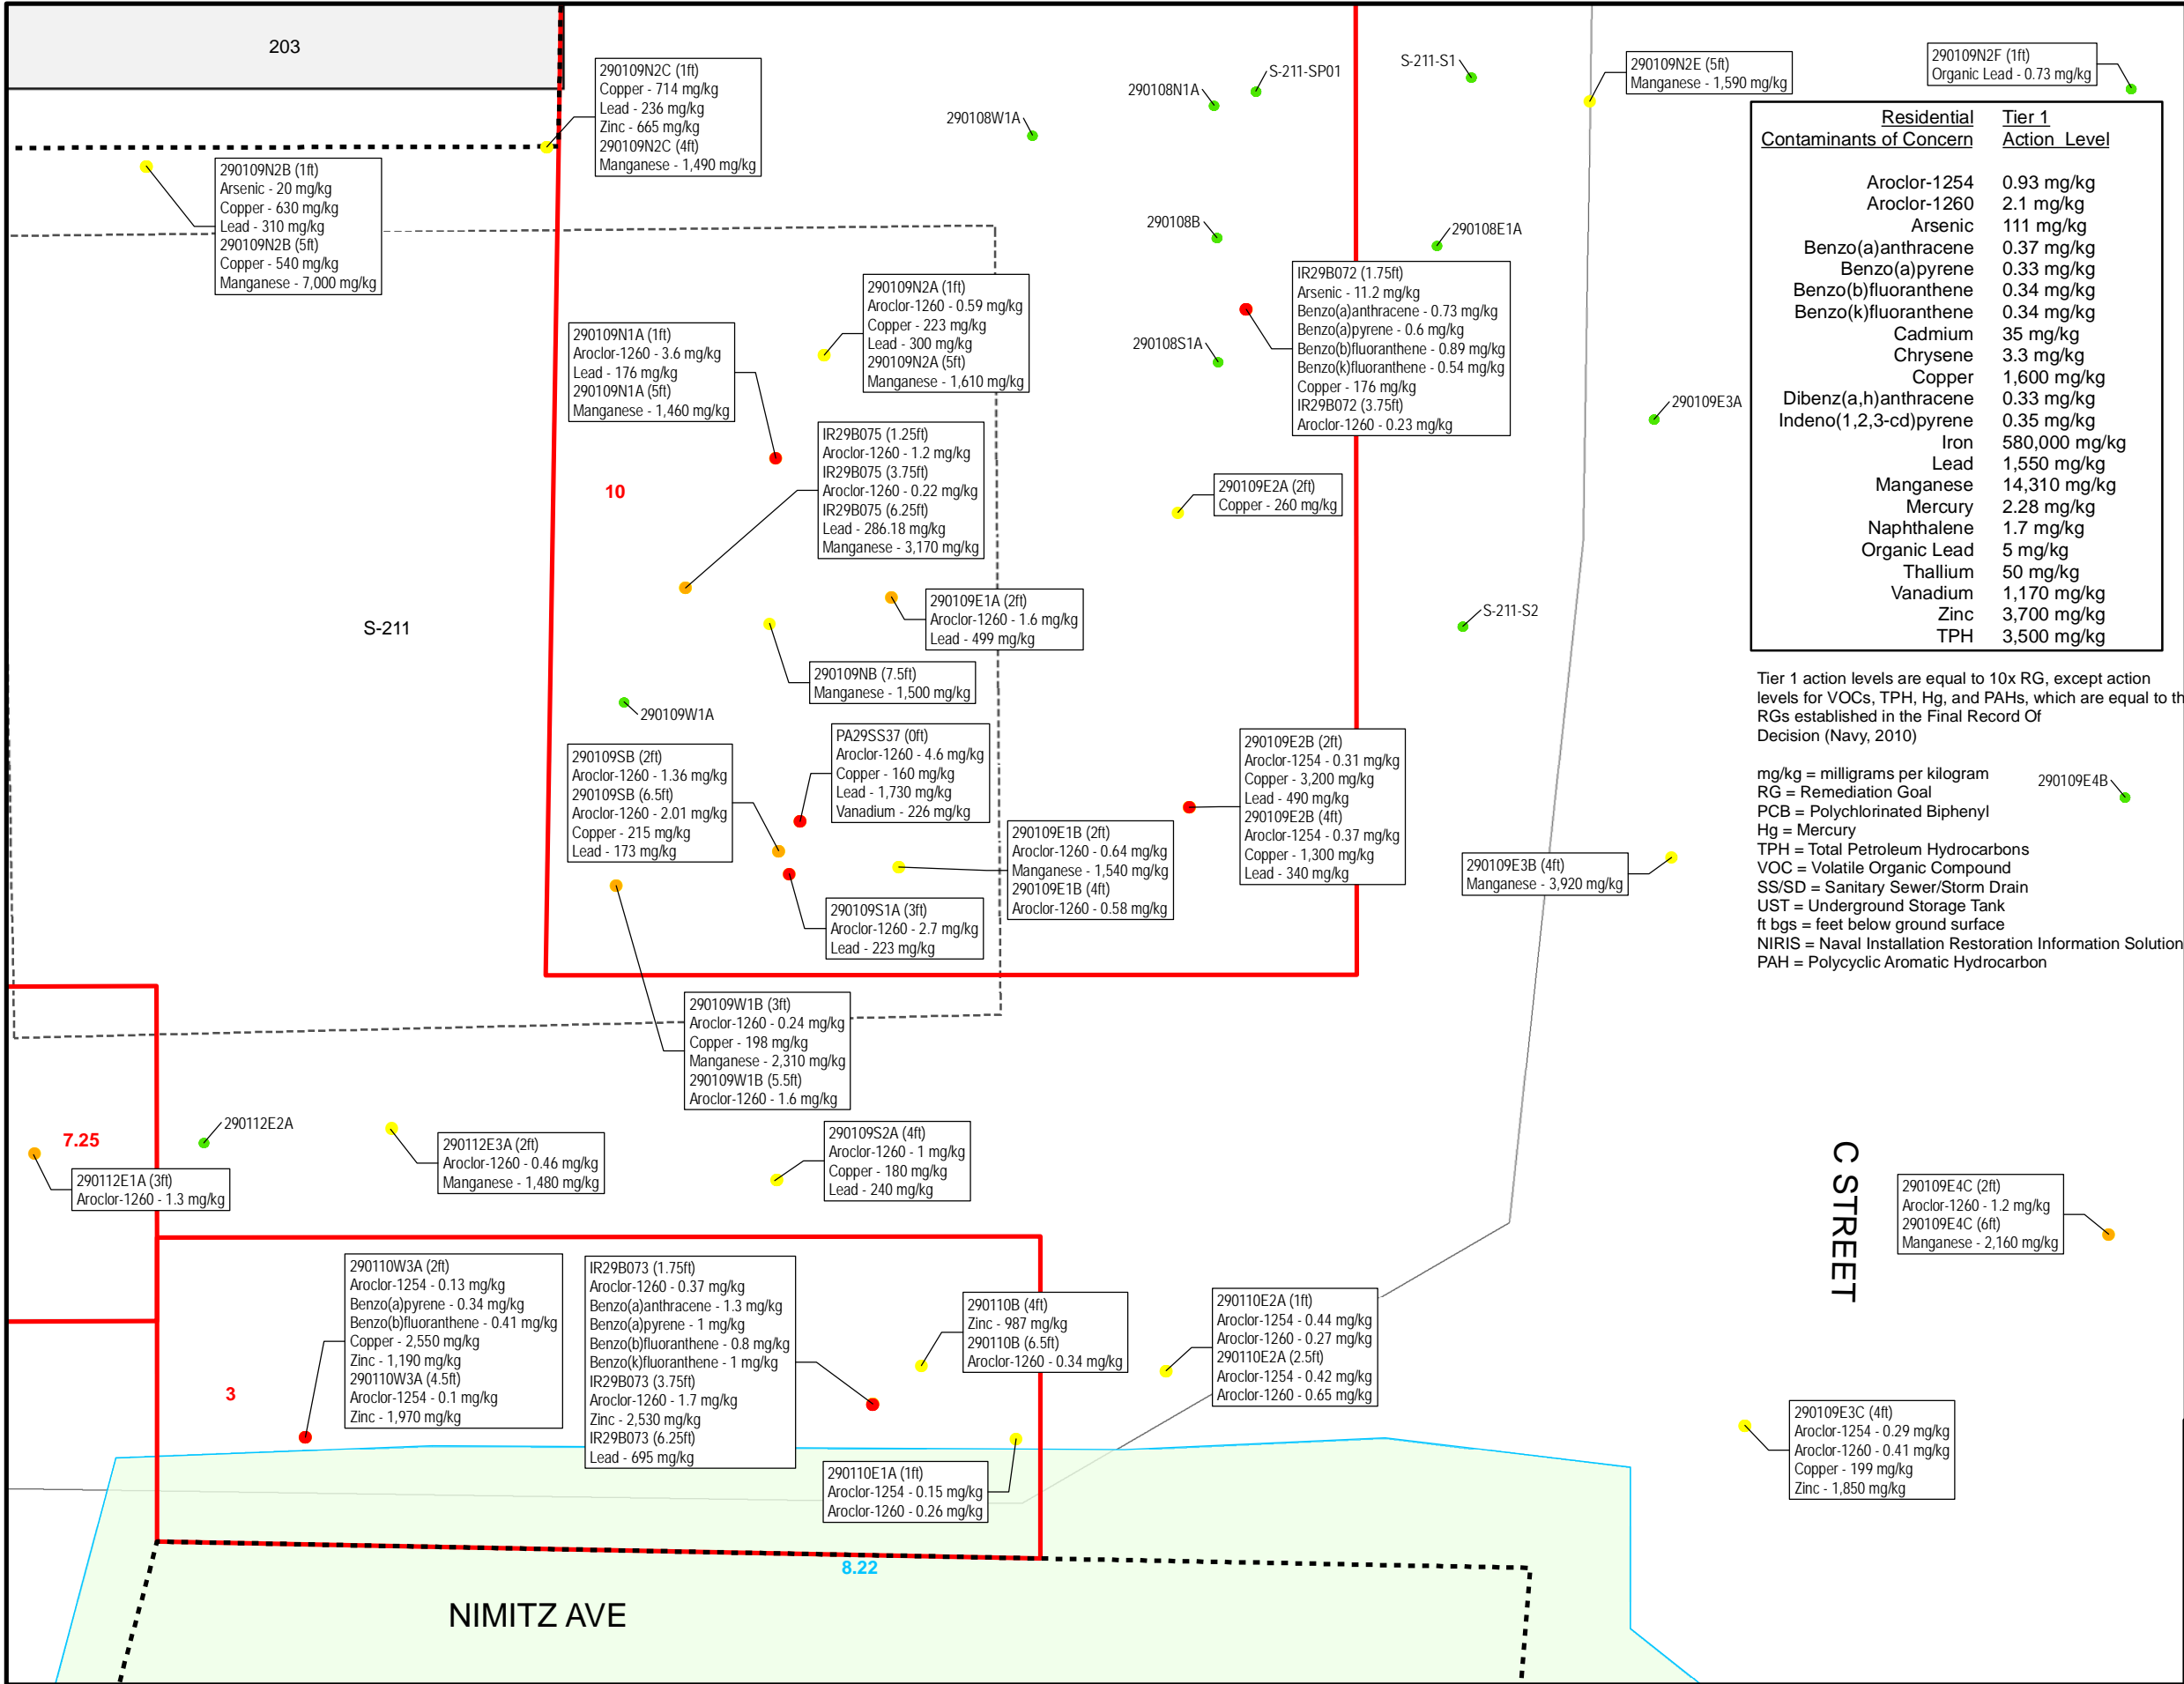 203
290109N2C (1ft)
Copper - 714 mg/kg
Lead - 236 mg/kg
Zinc - 665 mg/kg
290109N2C (4ft)
Manganese - 1,490 mg/kg
290108W1A
290108N1A
S-211-SP01
S-211-S1
290109N2E (5ft)
Manganese - 1,590 mg/kg
290109N2F (1ft)
Organic Lead - 0.73 mg/kg
290109N2B (1ft)
Arsenic - 20 mg/kg
Copper - 630 mg/kg
Lead - 310 mg/kg
290109N2B (5ft)
Copper - 540 mg/kg
Manganese - 7,000 mg/kg
290108B
290108E1A
290108S1A
290109E3A
Residential Tier 1
Contaminants of Concern Action Level
Aroclor-1254 0.93 mg/kg
Aroclor-1260 2.1 mg/kg
Arsenic 111 mg/kg
Benzo(a)anthracene 0.37 mg/kg
Benzo(a)pyrene 0.33 mg/kg
Benzo(b)fluoranthene 0.34 mg/kg
Benzo(k)fluoranthene 0.34 mg/kg
Cadmium 35 mg/kg
Chrysene 3.3 mg/kg
Copper 1,600 mg/kg
Dibenz(a,h)anthracene 0.33 mg/kg
Indeno(1,2,3-cd)pyrene 0.35 mg/kg
Iron 580,000 mg/kg
Lead 1,550 mg/kg
Manganese 14,310 mg/kg
Mercury 2.28 mg/kg
Naphthalene 1.7 mg/kg
Organic Lead 5 mg/kg
Thallium 50 mg/kg
Vanadium 1,170 mg/kg
Zinc 3,700 mg/kg
TPH 3,500 mg/kg
290109N2A (1ft)
Aroclor-1260 - 0.59 mg/kg
Copper - 223 mg/kg
Lead - 300 mg/kg
290109N2A (5ft)
Manganese - 1,610 mg/kg
IR29B072 (1.75ft)
Arsenic - 11.2 mg/kg
Benzo(a)anthracene - 0.73 mg/kg
Benzo(a)pyrene - 0.6 mg/kg
Benzo(b)fluoranthene - 0.89 mg/kg
Benzo(k)fluoranthene - 0.54 mg/kg
Copper - 176 mg/kg
IR29B072 (3.75ft)
Aroclor-1260 - 0.23 mg/kg
290109N1A (1ft)
Aroclor-1260 - 3.6 mg/kg
Lead - 176 mg/kg
290109N1A (5ft)
Manganese - 1,460 mg/kg
IR29B075 (1.25ft)
Aroclor-1260 - 1.2 mg/kg
IR29B075 (3.75ft)
Aroclor-1260 - 0.22 mg/kg
IR29B075 (6.25ft)
Lead - 286.18 mg/kg
Manganese - 3,170 mg/kg
10
290109E2A (2ft)
Copper - 260 mg/kg
290109E1A (2ft)
Aroclor-1260 - 1.6 mg/kg
Lead - 499 mg/kg
S-211
S-211-S2
290109NB (7.5ft)
Manganese - 1,500 mg/kg
290109W1A
Tier 1 action levels are equal to 10x RG, except action
levels for VOCs, TPH, Hg, and PAHs, which are equal to th
RGs established in the Final Record Of
Decision (Navy, 2010)
mg/kg = milligrams per kilogram
RG = Remediation Goal
PCB = Polychlorinated Biphenyl
Hg = Mercury
TPH = Total Petroleum Hydrocarbons
VOC = Volatile Organic Compound
SS/SD = Sanitary Sewer/Storm Drain
UST = Underground Storage Tank
ft bgs = feet below ground surface
NIRIS = Naval Installation Restoration Information Solution
PAH = Polycyclic Aromatic Hydrocarbon
290109E4B
290109SB (2ft)
Aroclor-1260 - 1.36 mg/kg
290109SB (6.5ft)
Aroclor-1260 - 2.01 mg/kg
Copper - 215 mg/kg
Lead - 173 mg/kg
PA29SS37 (0ft)
Aroclor-1260 - 4.6 mg/kg
Copper - 160 mg/kg
Lead - 1,730 mg/kg
Vanadium - 226 mg/kg
290109E2B (2ft)
Aroclor-1254 - 0.31 mg/kg
Copper - 3,200 mg/kg
Lead - 490 mg/kg
290109E2B (4ft)
Aroclor-1254 - 0.37 mg/kg
Copper - 1,300 mg/kg
Lead - 340 mg/kg
290109E1B (2ft)
Aroclor-1260 - 0.64 mg/kg
Manganese - 1,540 mg/kg
290109E1B (4ft)
Aroclor-1260 - 0.58 mg/kg
290109E3B (4ft)
Manganese - 3,920 mg/kg
290109S1A (3ft)
Aroclor-1260 - 2.7 mg/kg
Lead - 223 mg/kg
290109W1B (3ft)
Aroclor-1260 - 0.24 mg/kg
Copper - 198 mg/kg
Manganese - 2,310 mg/kg
290109W1B (5.5ft)
Aroclor-1260 - 1.6 mg/kg
7.25
290112E2A
290112E1A (3ft)
Aroclor-1260 - 1.3 mg/kg
290112E3A (2ft)
Aroclor-1260 - 0.46 mg/kg
Manganese - 1,480 mg/kg
290109S2A (4ft)
Aroclor-1260 - 1 mg/kg
Copper - 180 mg/kg
Lead - 240 mg/kg
C STREET
290109E4C (2ft)
Aroclor-1260 - 1.2 mg/kg
290109E4C (6ft)
Manganese - 2,160 mg/kg
290110W3A (2ft)
Aroclor-1254 - 0.13 mg/kg
Benzo(a)pyrene - 0.34 mg/kg
Benzo(b)fluoranthene - 0.41 mg/kg
Copper - 2,550 mg/kg
Zinc - 1,190 mg/kg
290110W3A (4.5ft)
Aroclor-1254 - 0.1 mg/kg
Zinc - 1,970 mg/kg
IR29B073 (1.75ft)
Aroclor-1260 - 0.37 mg/kg
Benzo(a)anthracene - 1.3 mg/kg
Benzo(a)pyrene - 1 mg/kg
Benzo(b)fluoranthene - 0.8 mg/kg
Benzo(k)fluoranthene - 1 mg/kg
IR29B073 (3.75ft)
Aroclor-1260 - 1.7 mg/kg
Zinc - 2,530 mg/kg
IR29B073 (6.25ft)
Lead - 695 mg/kg
290110B (4ft)
Zinc - 987 mg/kg
290110B (6.5ft)
Aroclor-1260 - 0.34 mg/kg
290110E2A (1ft)
Aroclor-1254 - 0.44 mg/kg
Aroclor-1260 - 0.27 mg/kg
290110E2A (2.5ft)
Aroclor-1254 - 0.42 mg/kg
Aroclor-1260 - 0.65 mg/kg
3
290109E3C (4ft)
Aroclor-1254 - 0.29 mg/kg
Aroclor-1260 - 0.41 mg/kg
Copper - 199 mg/kg
Zinc - 1,850 mg/kg
290110E1A (1ft)
Aroclor-1254 - 0.15 mg/kg
Aroclor-1260 - 0.26 mg/kg
8.22
NIMITZ AVE